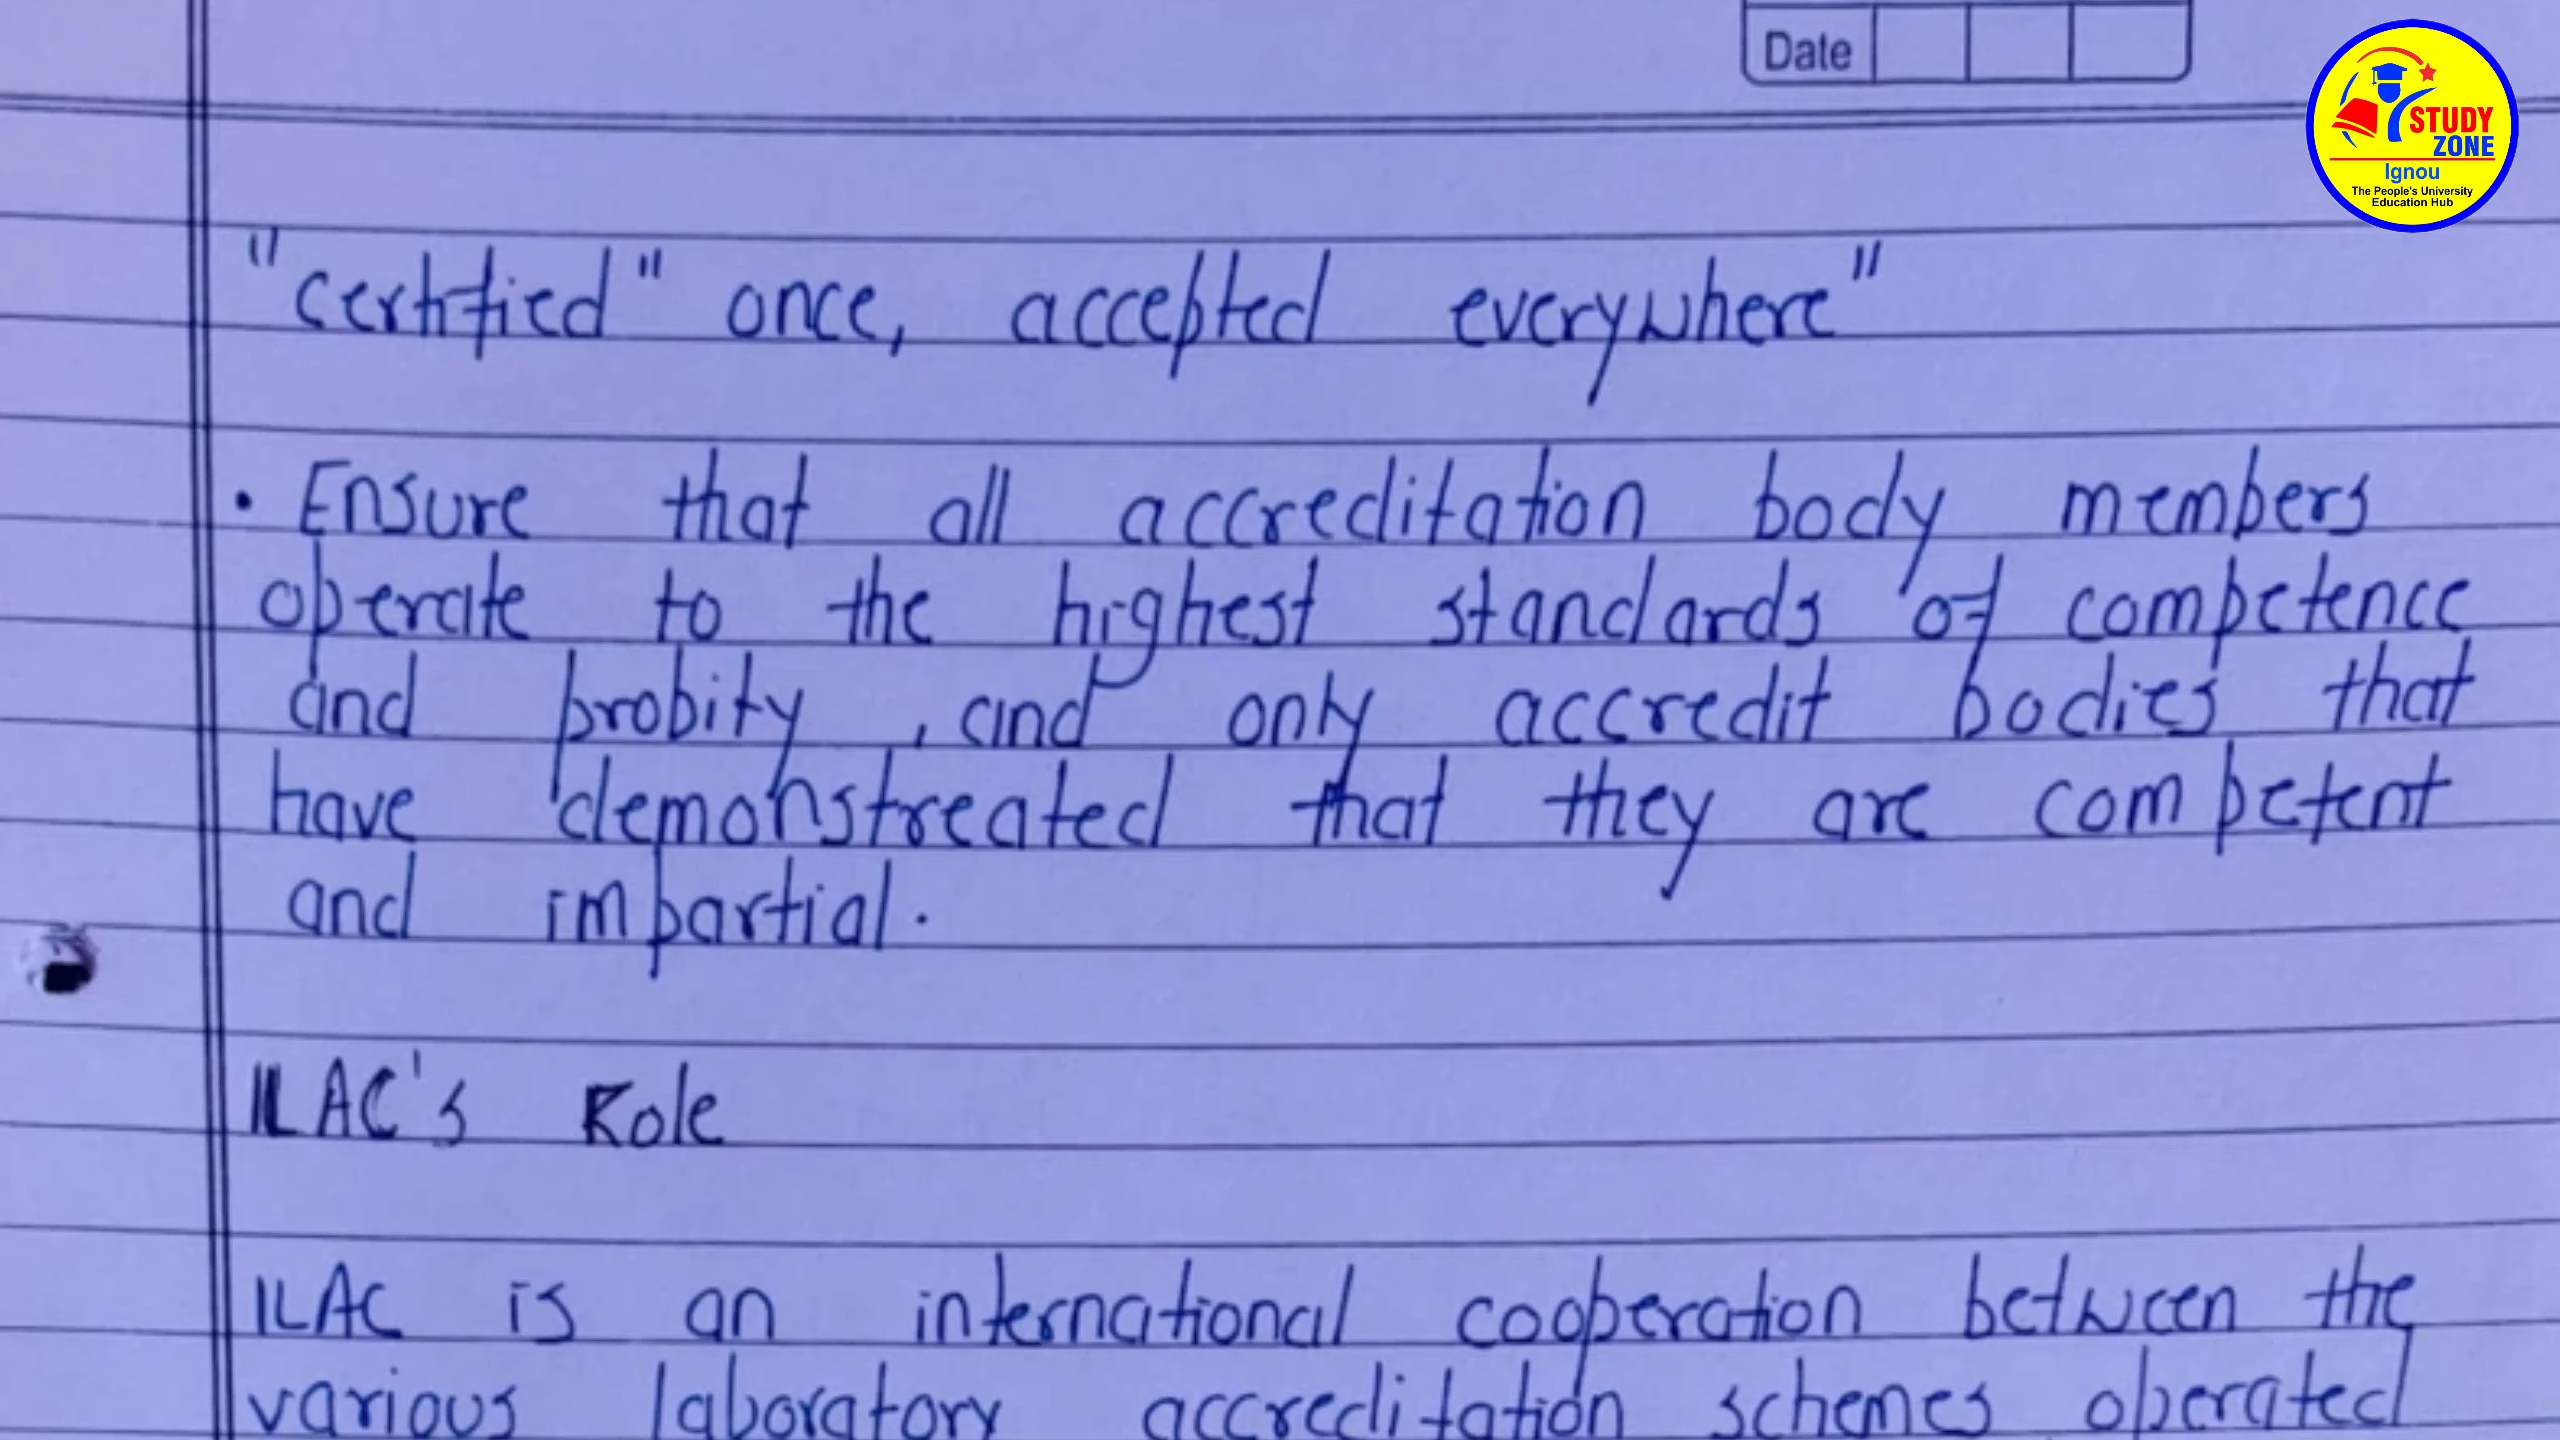 Date
STUDY
ZONE
Ignou
The People's University
Education Hub
"certified" once, accepted everywhere"
• Ensure that all accreditation body members
operate to the highest standards of competence
and probity, and only accredit bodies that
have demonstreated that they are competent
and impartial.
ILAC's Role
ILAC is an international cooperation between the
various laboratory accreditation schemes operated